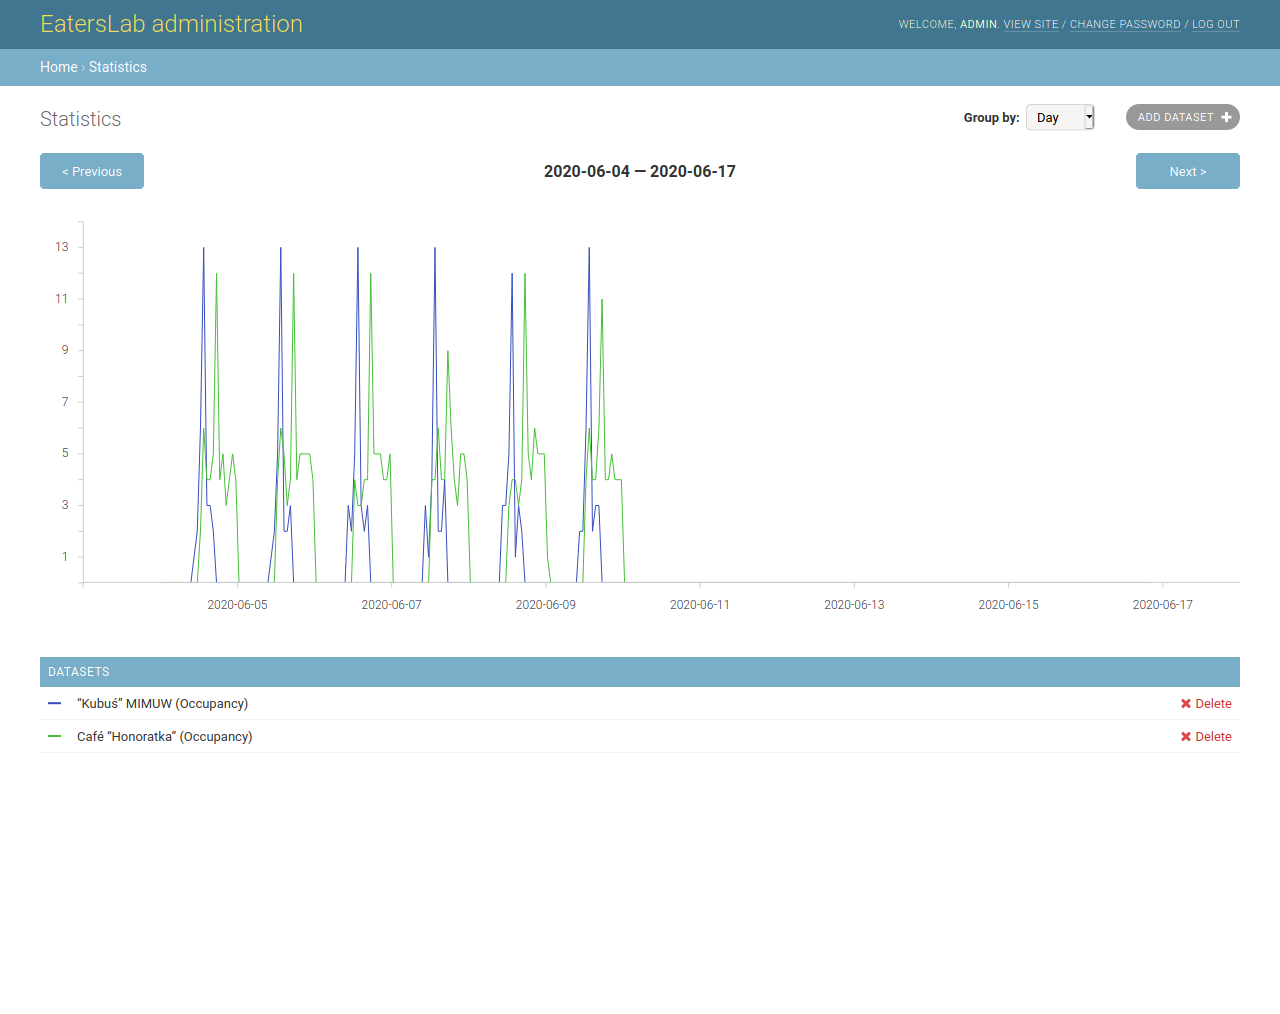 EatersLab administration
WELCOME, ADMIN. VIEW SITE / CHANGE PASSWORD / LOG OUT
Home › Statistics
Statistics
Group by: Day
ADD DATASET +
< Previous
2020-06-04 — 2020-06-17
Next >
13
11
9
7
5
3
1
2020-06-05 2020-06-07 2020-06-09 2020-06-11 2020-06-13 2020-06-15 2020-06-17
DATASETS
“Kubuś” MIMUW (Occupancy) ✖ Delete
Café “Honoratka” (Occupancy) ✖ Delete